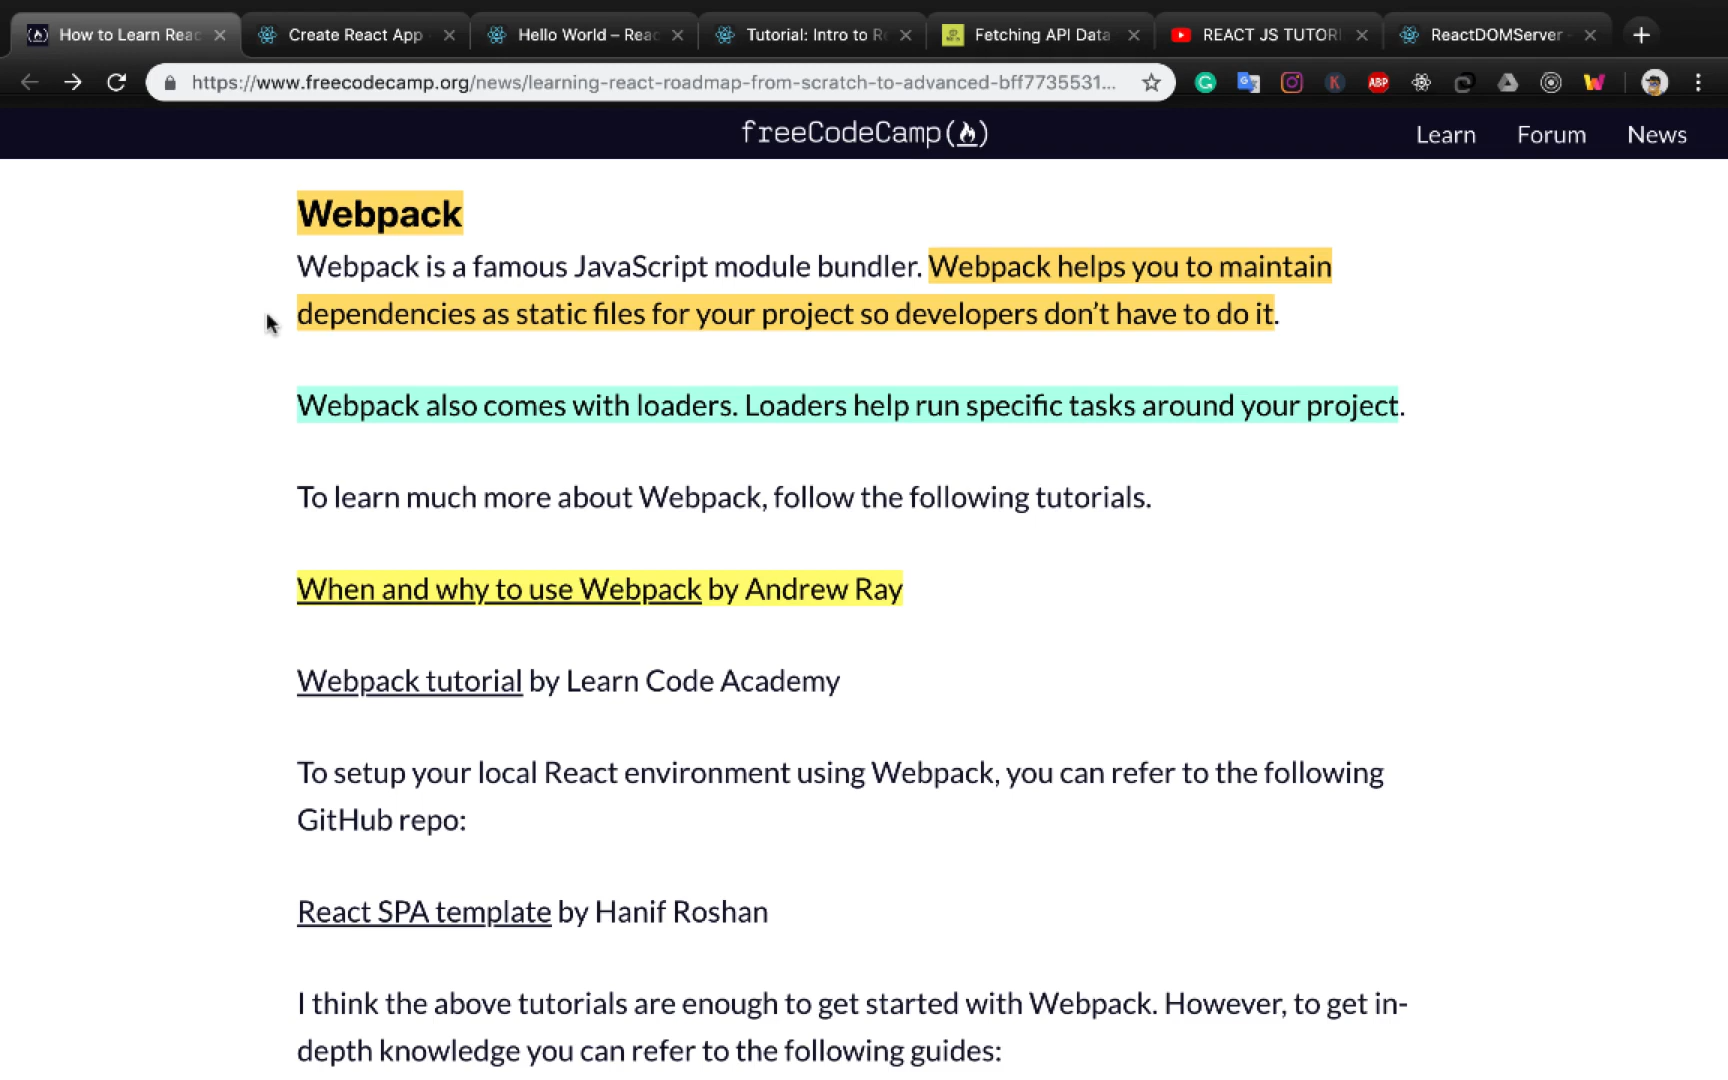 How to Learn Reac
Create React App
Hello World – Reac
Tutorial: Intro to Re
Fetching API Data
REACT JS TUTORI
ReactDOMServer
https://www.freecodecamp.org/news/learning-react-roadmap-from-scratch-to-advanced-bff7735531...
ABP
freeCodeCamp(🔥)
Learn
Forum
News
Webpack
Webpack is a famous JavaScript module bundler. Webpack helps you to maintain
dependencies as static files for your project so developers don’t have to do it.
Webpack also comes with loaders. Loaders help run specific tasks around your project.
To learn much more about Webpack, follow the following tutorials.
When and why to use Webpack by Andrew Ray
Webpack tutorial by Learn Code Academy
To setup your local React environment using Webpack, you can refer to the following
GitHub repo:
React SPA template by Hanif Roshan
I think the above tutorials are enough to get started with Webpack. However, to get in-
depth knowledge you can refer to the following guides: